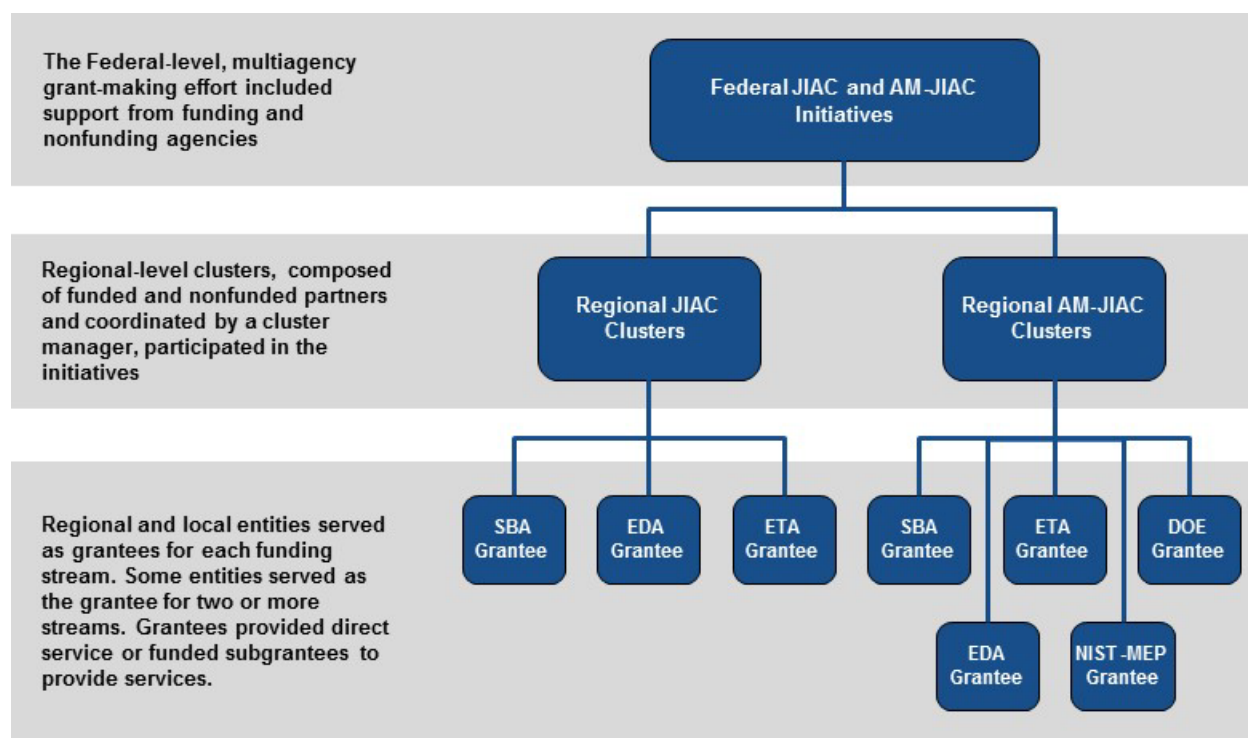 The Federal-level, multiagency
grant-making effort included
support from funding and
nonfunding agencies
Federal JIAC and AM-JIAC
Initiatives
Regional-level clusters, composed
of funded and nonfunded partners
and coordinated by a cluster
manager, participated in the
initiatives
Regional JIAC
Clusters
Regional AM-JIAC
Clusters
Regional and local entities served
as grantees for each funding
stream. Some entities served as
the grantee for two or more
streams. Grantees provided direct
service or funded subgrantees to
provide services.
SBA
Grantee
EDA
Grantee
ETA
Grantee
SBA
Grantee
ETA
Grantee
DOE
Grantee
EDA
Grantee
NIST-MEP
Grantee